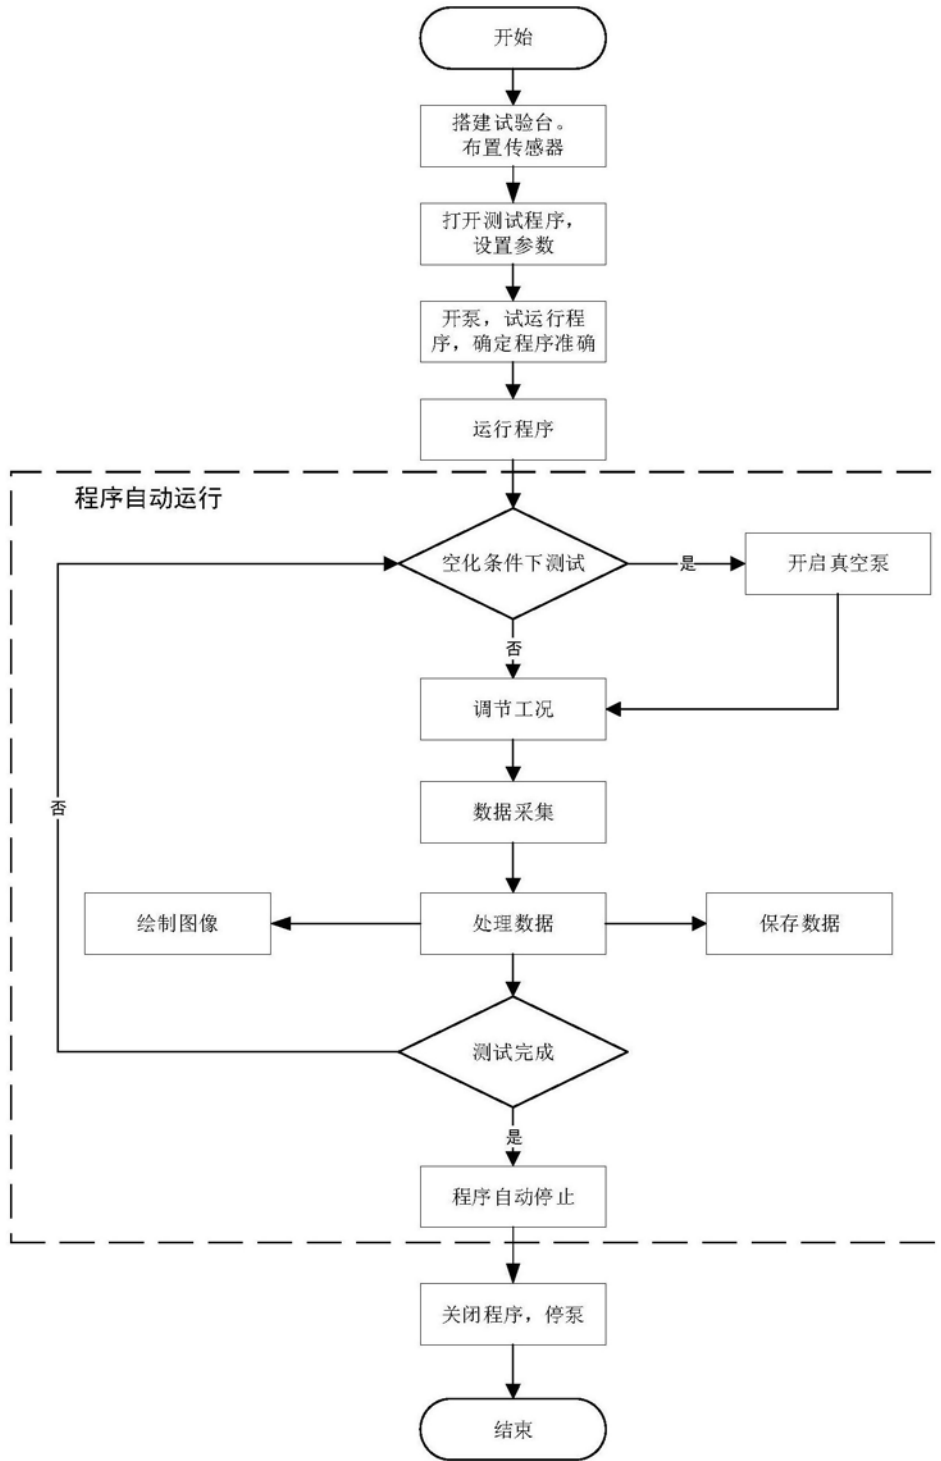 开始
搭建试验台。
布置传感器
打开测试程序，
设置参数
开泵，试运行程
序，确定程序准确
运行程序
程序自动运行
空化条件下测试
是
开启真空泵
否
调节工况
数据采集
否
绘制图像
处理数据
保存数据
测试完成
是
程序自动停止
关闭程序，停泵
结束